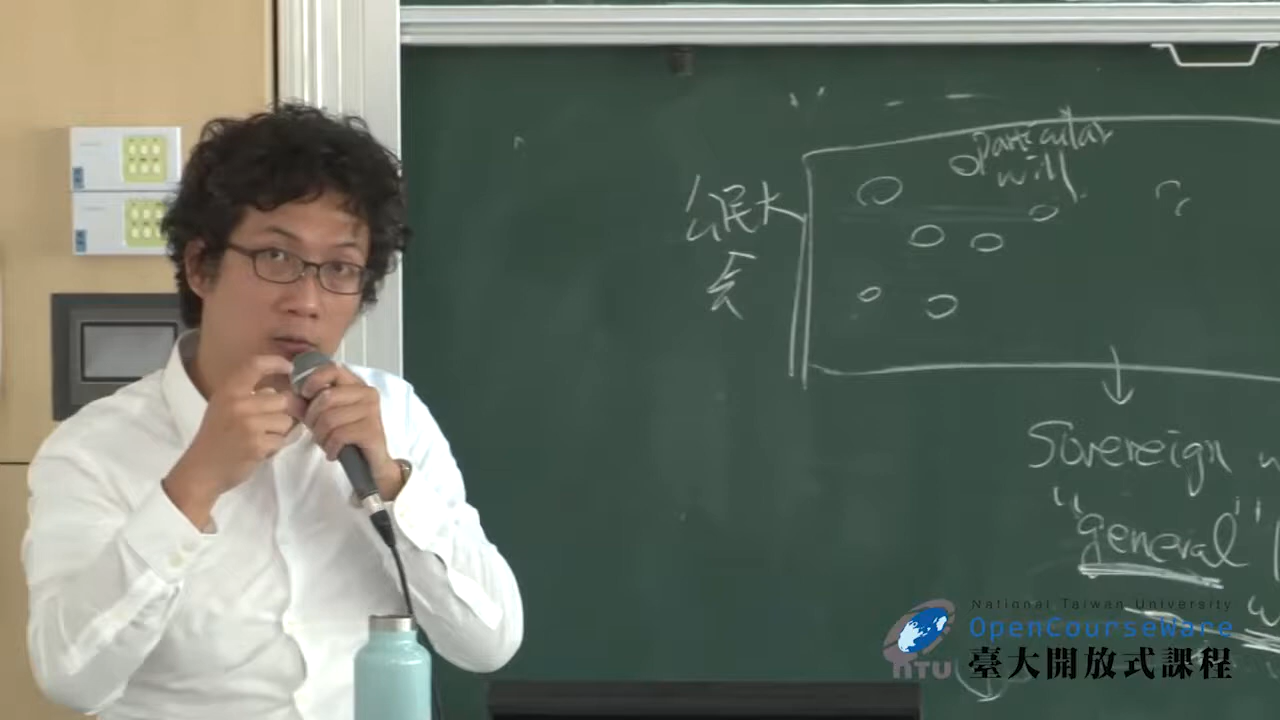 particular
will
公民大
会
Sovereign
"general"
National Taiwan University
OpenCourseWare
NTU
臺大開放式課程